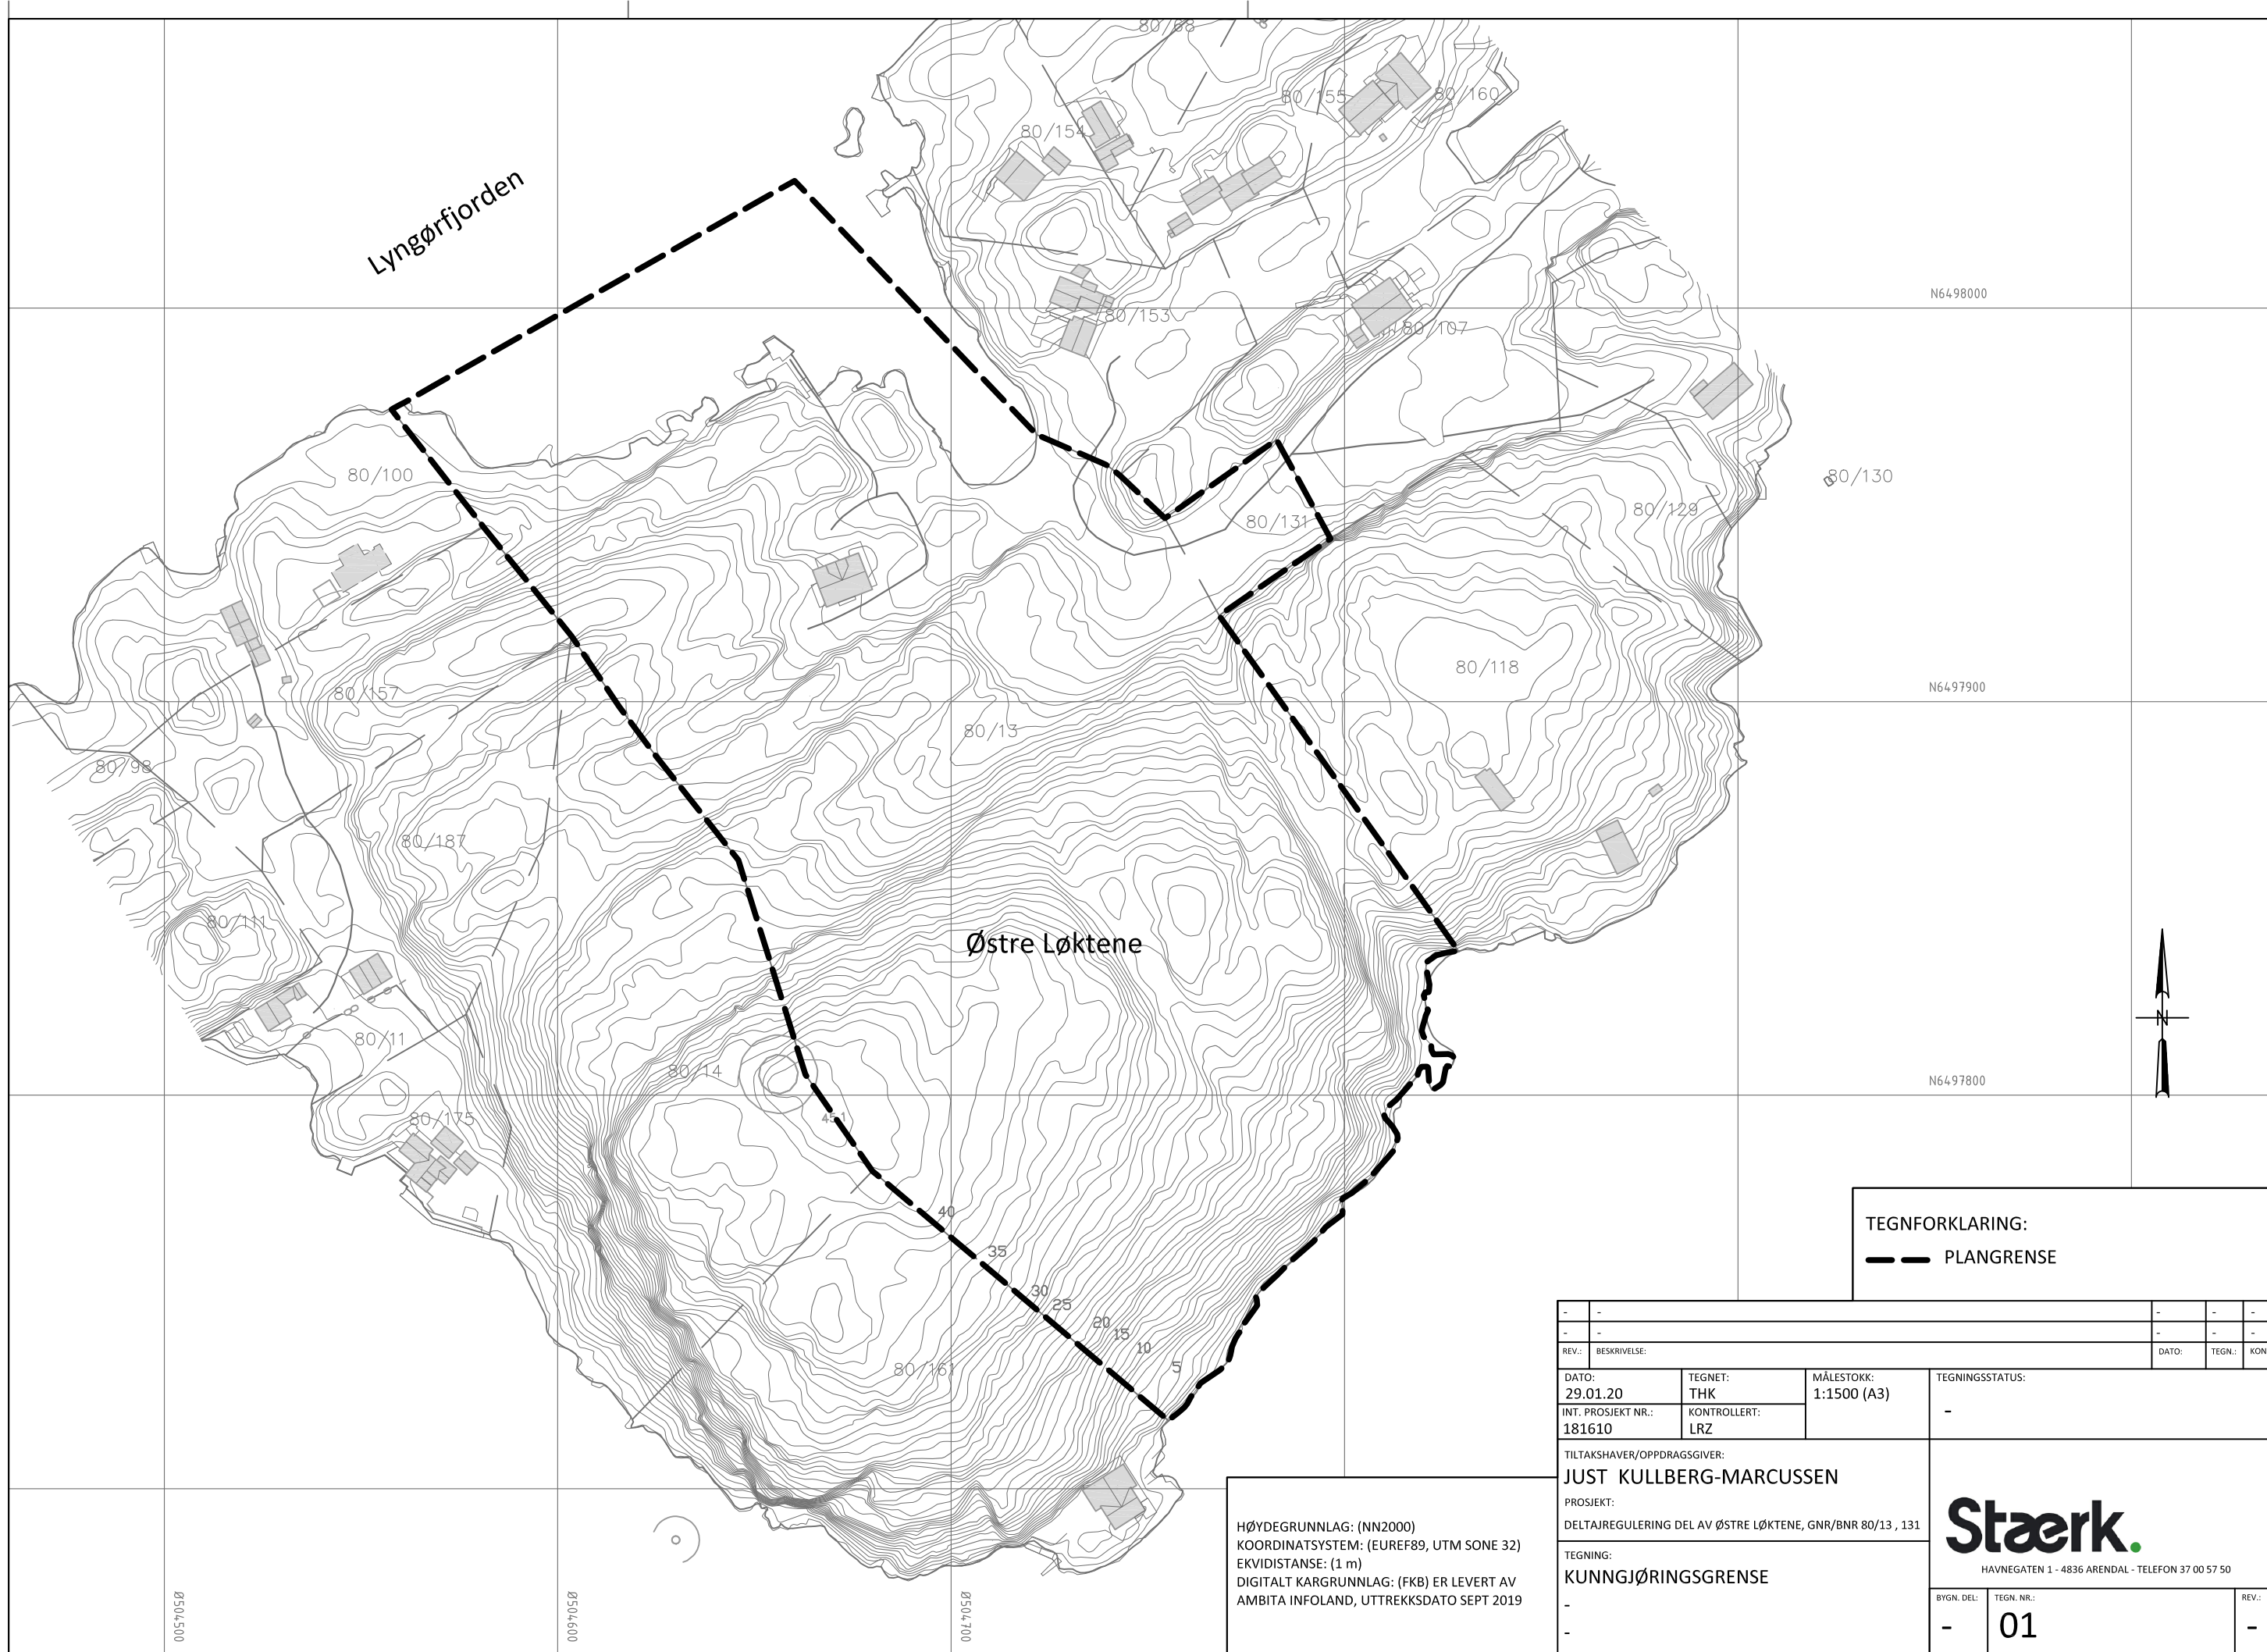 80/68
80/155
80/160
80/154
Lyngørfjorden
N6498000
80/153
80/107
80/100
80/130
80/129
80/131
80/118
80/157
N6497900
80/13
80/98
80/187
80/111
Østre Løktene
80/11
80/14
N6497800
N
80/175
40
35
30
25
20
15
10
5
80/161
TEGNFORKLARING:
PLANGRENSE
- - - - -
- - - - -
REV.: BESKRIVELSE: DATO: TEGN.: KON
DATO: TEGNET: MÅLESTOKK: TEGNINGSSTATUS:
29.01.20 THK 1:1500 (A3)
-
INT. PROSJEKT NR.: KONTROLLERT:
181610 LRZ
TILTAKSHAVER/OPPDRAGSGIVER:
JUST KULLBERG-MARCUSSEN
PROSJEKT:
DELTAJREGULERING DEL AV ØSTRE LØKTENE, GNR/BNR 80/13 , 131
TEGNING:
KUNNGJØRINGSGRENSE
-
-
Stærk.
HAVNEGATEN 1 - 4836 ARENDAL - TELEFON 37 00 57 50
BYGN. DEL: TEGN. NR.: REV.:
- 01 -
HØYDEGRUNNLAG: (NN2000)
KOORDINATSYSTEM: (EUREF89, UTM SONE 32)
EKVIDISTANSE: (1 m)
DIGITALT KARGRUNNLAG: (FKB) ER LEVERT AV
AMBITA INFOLAND, UTTREKKSDATO SEPT 2019
Ø504500
Ø504600
Ø504700